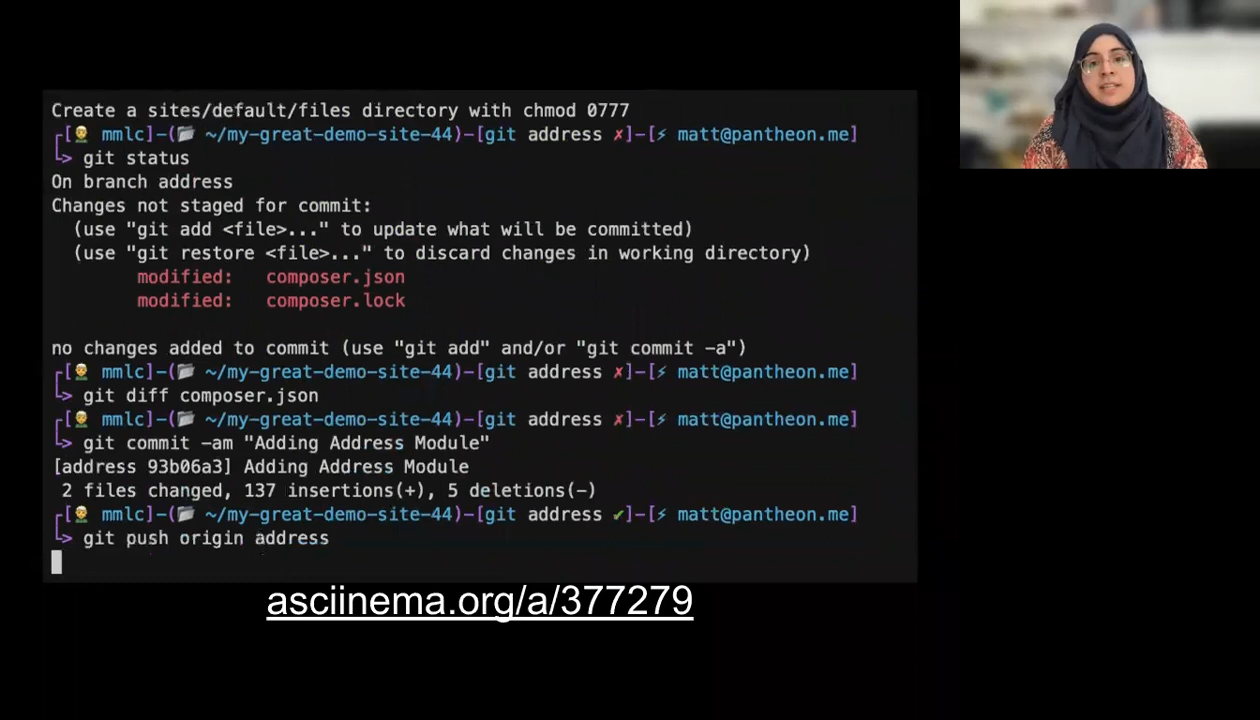 Create a sites/default/files directory with chmod 0777
┌[👨‍🚀 mmlc]-(📂 ~/my-great-demo-site-44)-[git address ✗]-[⚡ matt@pantheon.me]
└> git status
On branch address
Changes not staged for commit:
(use "git add <file>..." to update what will be committed)
(use "git restore <file>..." to discard changes in working directory)
modified: composer.json
modified: composer.lock
no changes added to commit (use "git add" and/or "git commit -a")
┌[👨‍🚀 mmlc]-(📂 ~/my-great-demo-site-44)-[git address ✗]-[⚡ matt@pantheon.me]
└> git diff composer.json
┌[👨‍🚀 mmlc]-(📂 ~/my-great-demo-site-44)-[git address ✗]-[⚡ matt@pantheon.me]
└> git commit -am "Adding Address Module"
[address 93b06a3] Adding Address Module
2 files changed, 137 insertions(+), 5 deletions(-)
┌[👨‍🚀 mmlc]-(📂 ~/my-great-demo-site-44)-[git address ✔]-[⚡ matt@pantheon.me]
└> git push origin address
asciinema.org/a/377279